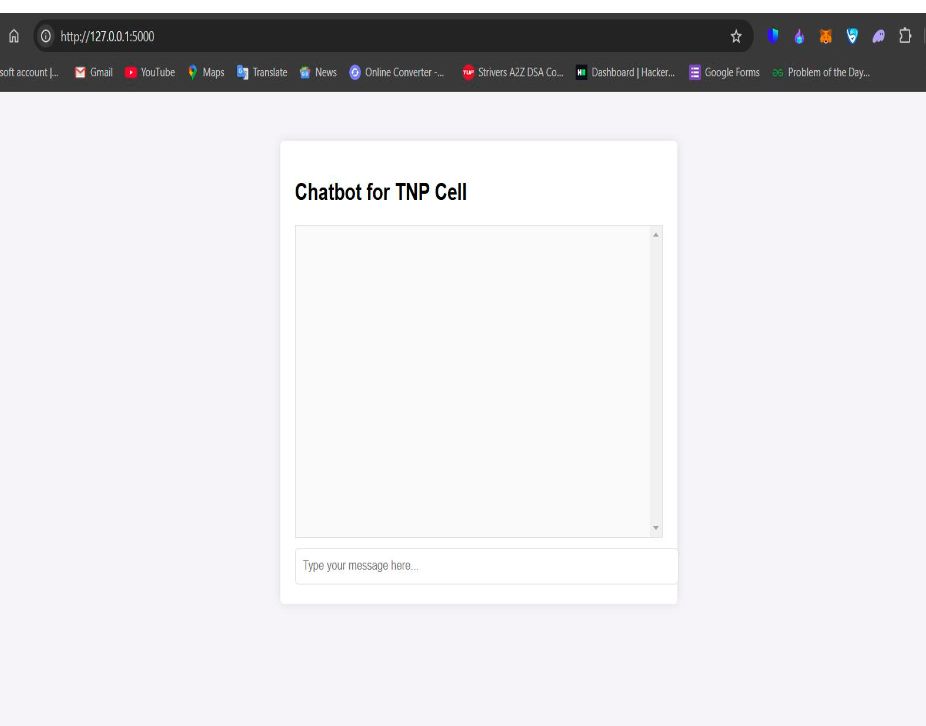 http://127.0.0.1:5000
soft account |... Gmail YouTube Maps Translate News Online Converter -... Strivers A2Z DSA Co... Dashboard | Hacker... Google Forms Problem of the Day...
Chatbot for TNP Cell
Type your message here...